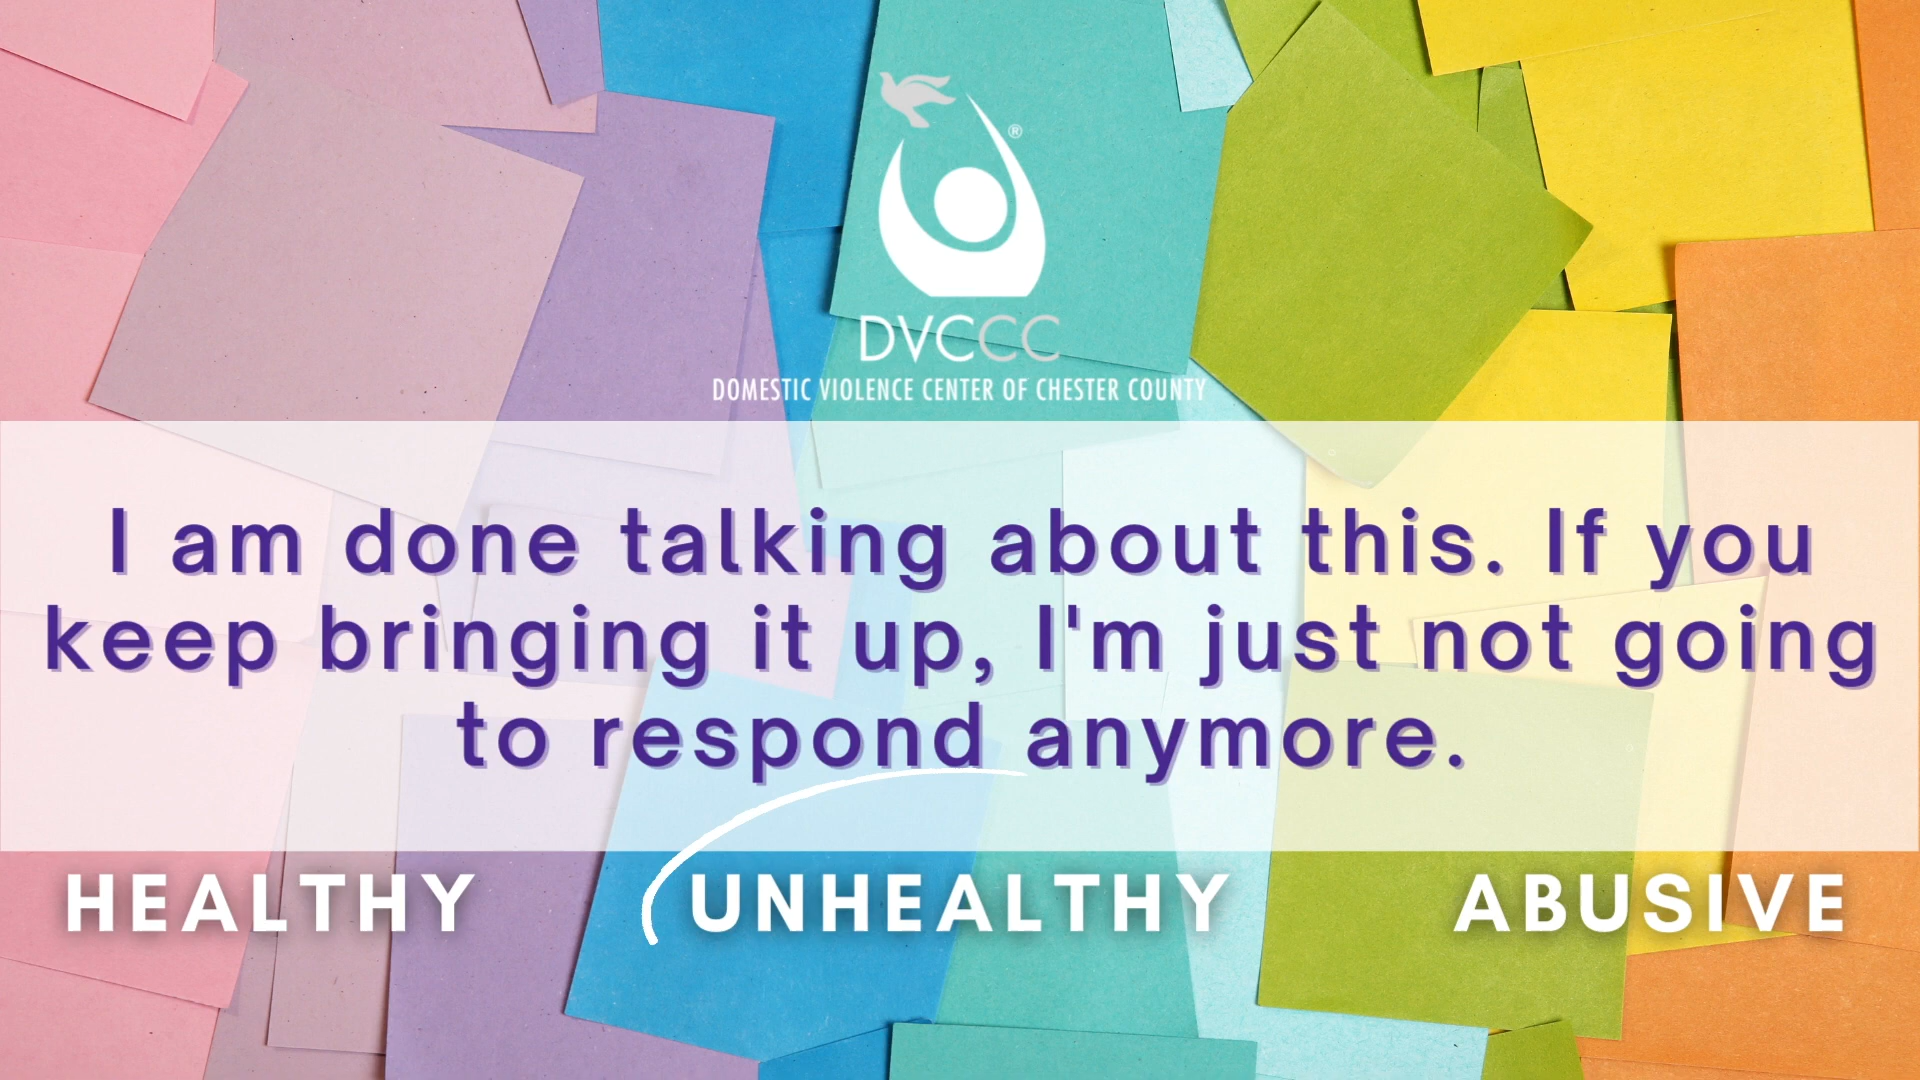 ®
DVCCC
DOMESTIC VIOLENCE CENTER OF CHESTER COUNTY
I am done talking about this. If you
keep bringing it up, I'm just not going
to respond anymore.
HEALTHY UNHEALTHY ABUSIVE